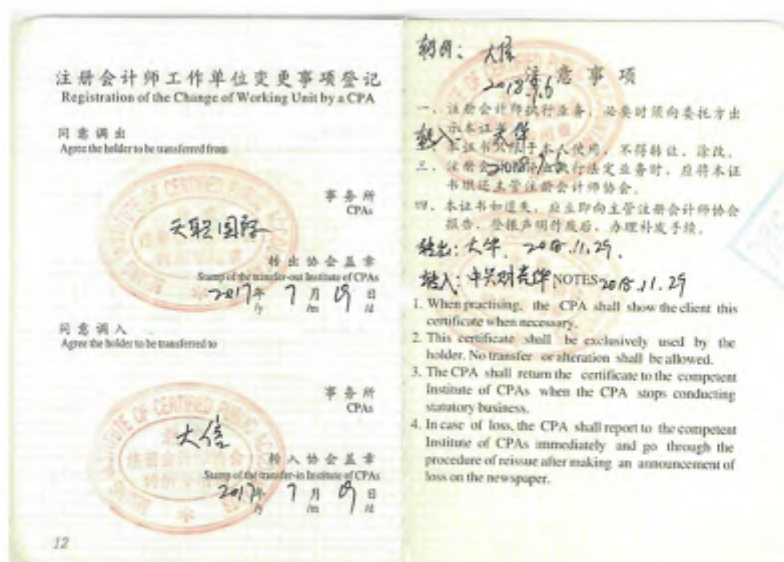 注册会计师工作单位变更事项登记
Registration of the Change of Working Unit by a CPA
同意调出
Agree the holder to be transferred from
事务所
CPAs
天职国际
转出协会盖章
Stamp of the transfer-out Institute of CPAs
2017年 7月 19日
/y /m /d
同意调入
Agree the holder to be transferred to
事务所
CPAs
大信
转入协会盖章
Stamp of the transfer-in Institute of CPAs
2017年 7月 19日
/y /m /d
12
大信
2018.9.6
注意事项
一、注册会计师执行业务，必要时须向委托方出
示本证书。
转入：大华
本证书只限于本人使用，不得转让、涂改。
2018.9.6
三、注册会计师停止执行法定业务时，应将本证
书缴还主管注册会计师协会。
四、本证书如遗失，应立即向主管注册会计师协会
报告，登报声明作废后，办理补发手续。
转出：大华 2018.11.29.
转入：中兴财光华 2018.11.29
NOTES
1. When practising, the CPA shall show the client this
certificate when necessary.
2. This certificate shall be exclusively used by the
holder. No transfer or alteration shall be allowed.
3. The CPA shall return the certificate to the competent
Institute of CPAs when the CPA stops conducting
statutory business.
4. In case of loss, the CPA shall report to the competent
Institute of CPAs immediately and go through the
procedure of reissue after making an announcement of
loss on the newspaper.